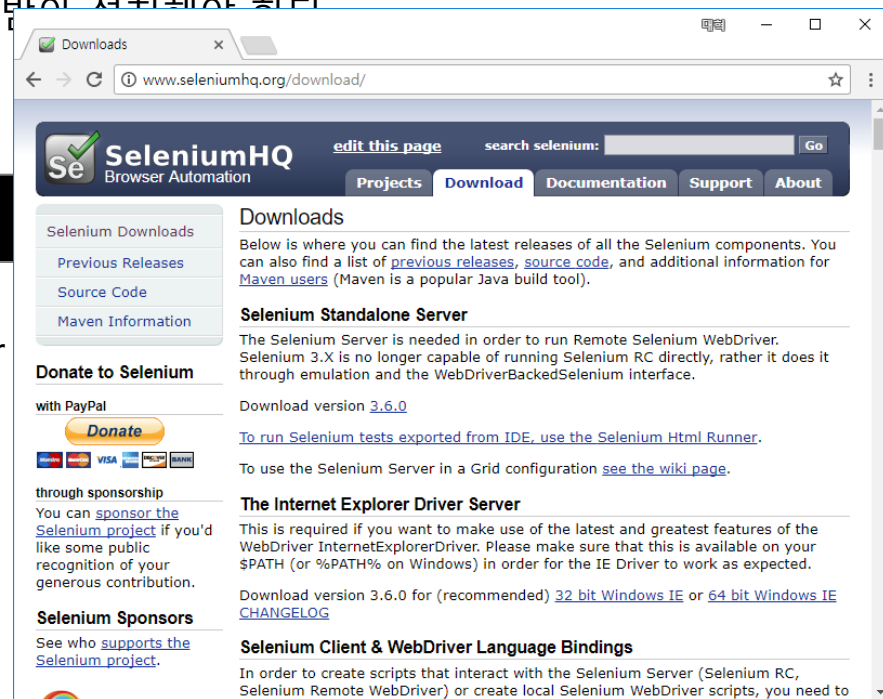 설치해야 한다
택희
Downloads
www.seleniumhq.org/download/
Se
SeleniumHQ
Browser Automation
edit this page
search selenium:
Go
Projects
Download
Documentation
Support
About
Selenium Downloads
Previous Releases
Source Code
Maven Information
Donate to Selenium
with PayPal
Donate
VISA
BANK
through sponsorship
You can sponsor the
Selenium project if you'd
like some public
recognition of your
generous contribution.
Selenium Sponsors
See who supports the
Selenium project.
Downloads
Below is where you can find the latest releases of all the Selenium components. You
can also find a list of previous releases, source code, and additional information for
Maven users (Maven is a popular Java build tool).
Selenium Standalone Server
The Selenium Server is needed in order to run Remote Selenium WebDriver.
Selenium 3.X is no longer capable of running Selenium RC directly, rather it does it
through emulation and the WebDriverBackedSelenium interface.
Download version 3.6.0
To run Selenium tests exported from IDE, use the Selenium Html Runner.
To use the Selenium Server in a Grid configuration see the wiki page.
The Internet Explorer Driver Server
This is required if you want to make use of the latest and greatest features of the
WebDriver InternetExplorerDriver. Please make sure that this is available on your
$PATH (or %PATH% on Windows) in order for the IE Driver to work as expected.
Download version 3.6.0 for (recommended) 32 bit Windows IE or 64 bit Windows IE
CHANGELOG
Selenium Client & WebDriver Language Bindings
In order to create scripts that interact with the Selenium Server (Selenium RC,
Selenium Remote WebDriver) or create local Selenium WebDriver scripts, you need to